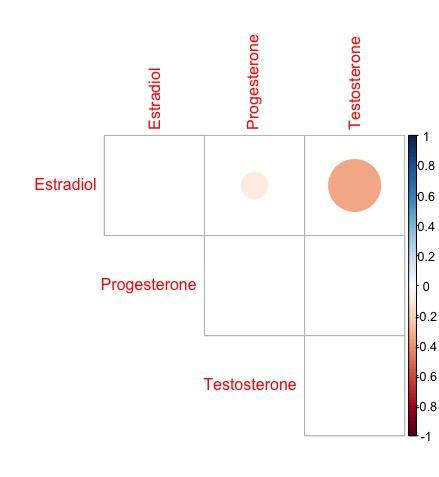 Estradiol
Progesterone
Testosterone
Estradiol
Progesterone
Testosterone
1
0.8
0.6
0.4
0.2
0
-0.2
-0.4
-0.6
-0.8
-1